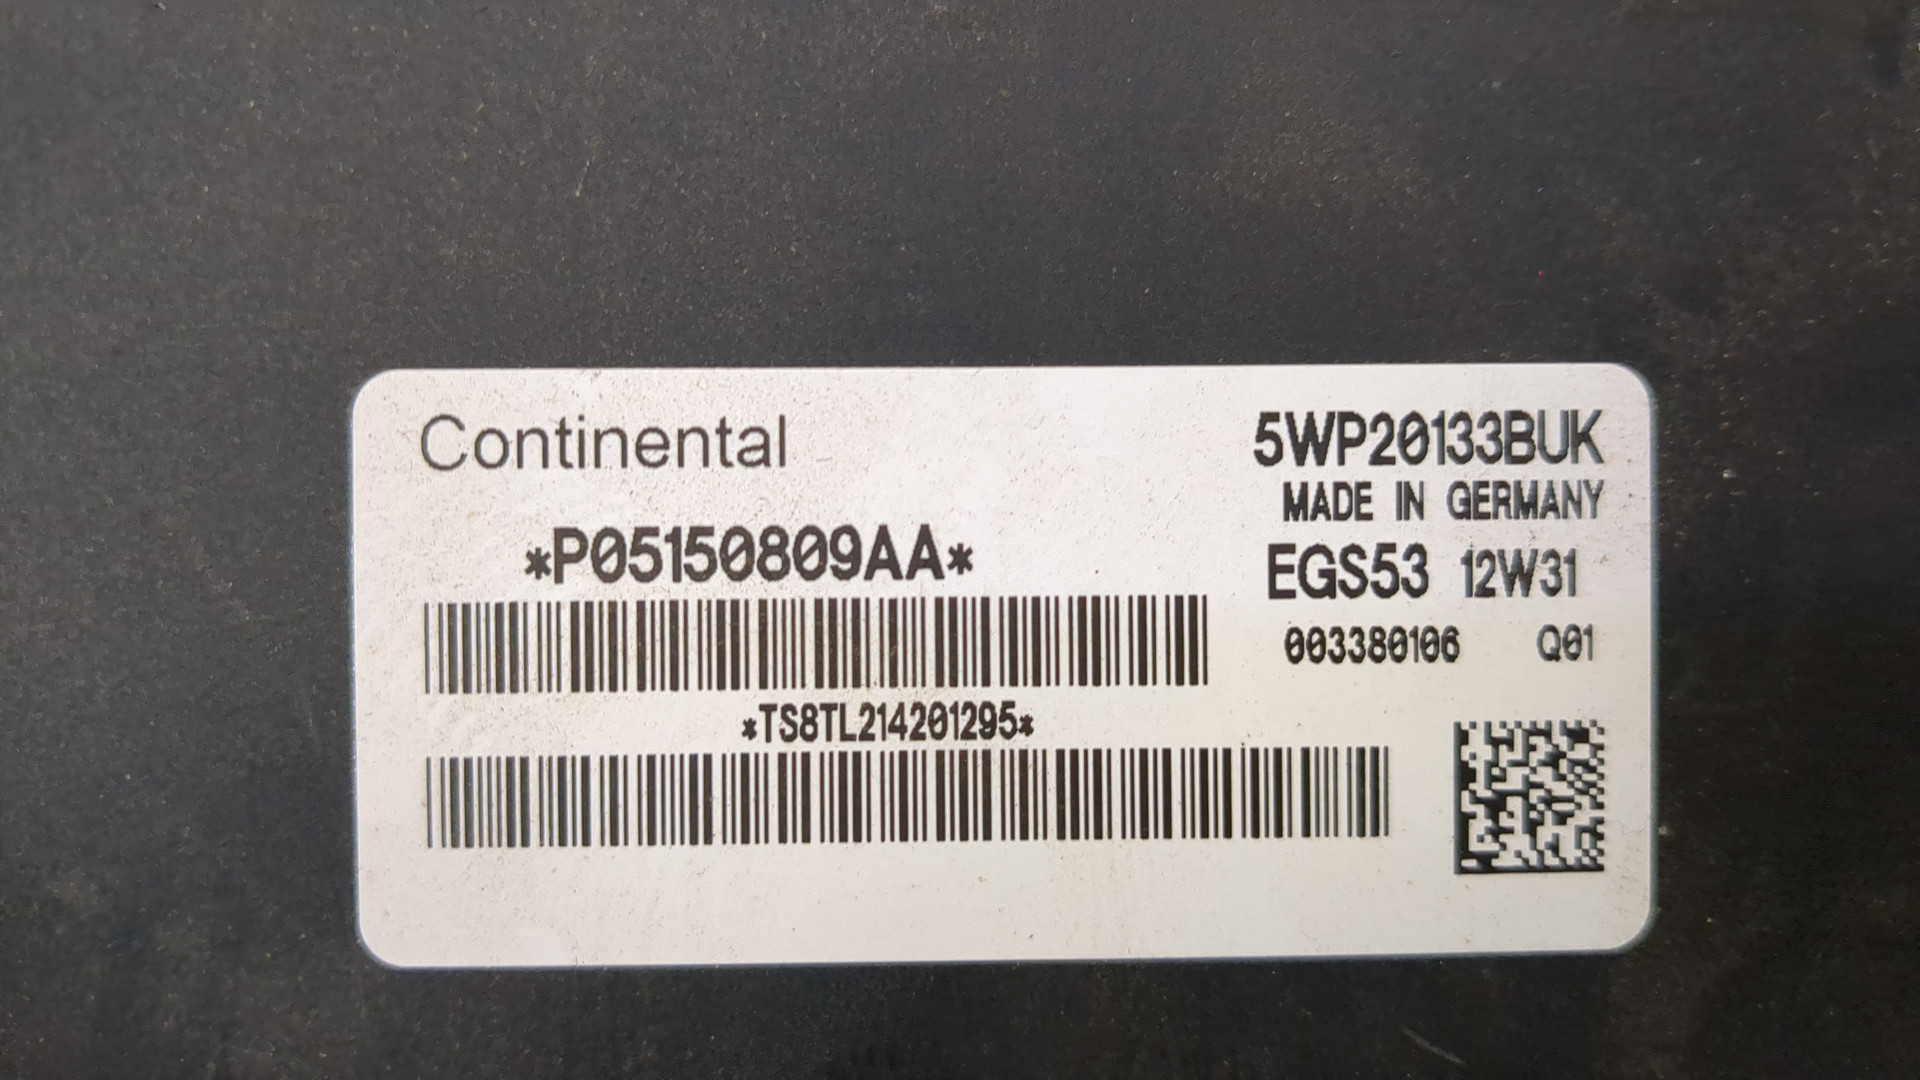 Continental
5WP20133BUK
MADE IN GERMANY
*P05150809AA*
EGS53 12W31
003380106 Q01
*TS8TL214201295*